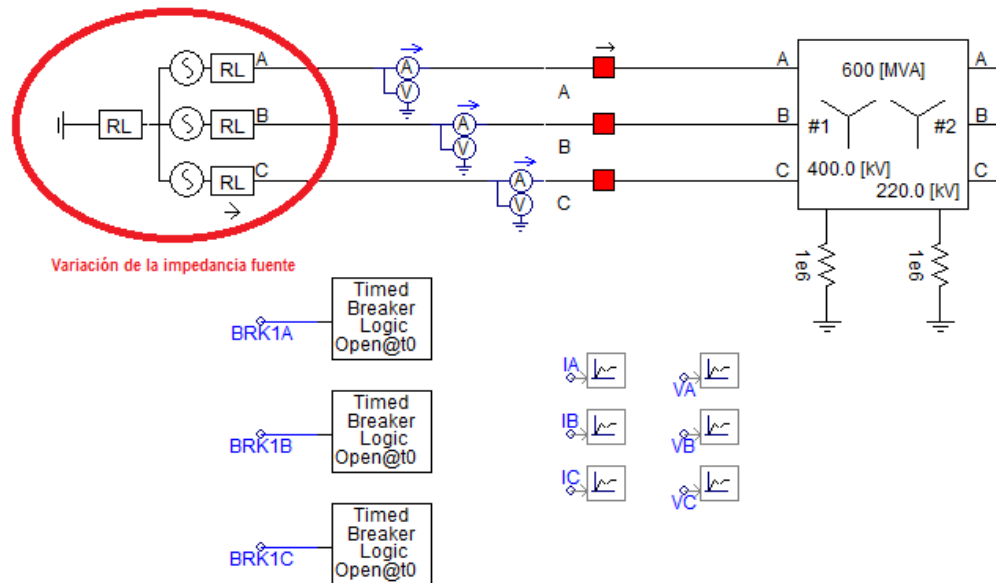 RL A
A
A
A
600 [MVA]
A
V
RL
RL B
A
B
B
#1
#2
B
V
RL C
A
C
C
400.0 [kV]
220.0 [kV]
C
V
Variación de la impedancia fuente
1e6
1e6
Timed
Breaker
Logic
Open@t0
BRK1A
Timed
Breaker
Logic
Open@t0
BRK1B
Timed
Breaker
Logic
Open@t0
BRK1C
IA
VA
IB
VB
IC
VC